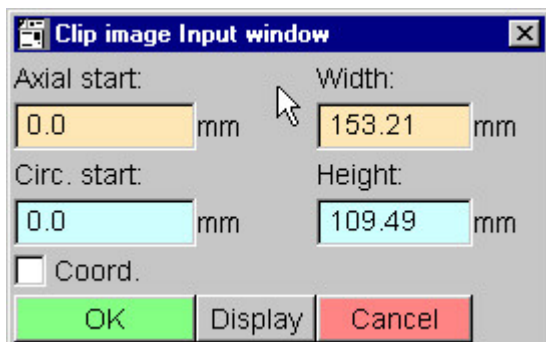 Clip image Input window
Axial start: Width:
0.0 mm 153.21 mm
Circ. start: Height:
0.0 mm 109.49 mm
Coord.
OK Display Cancel